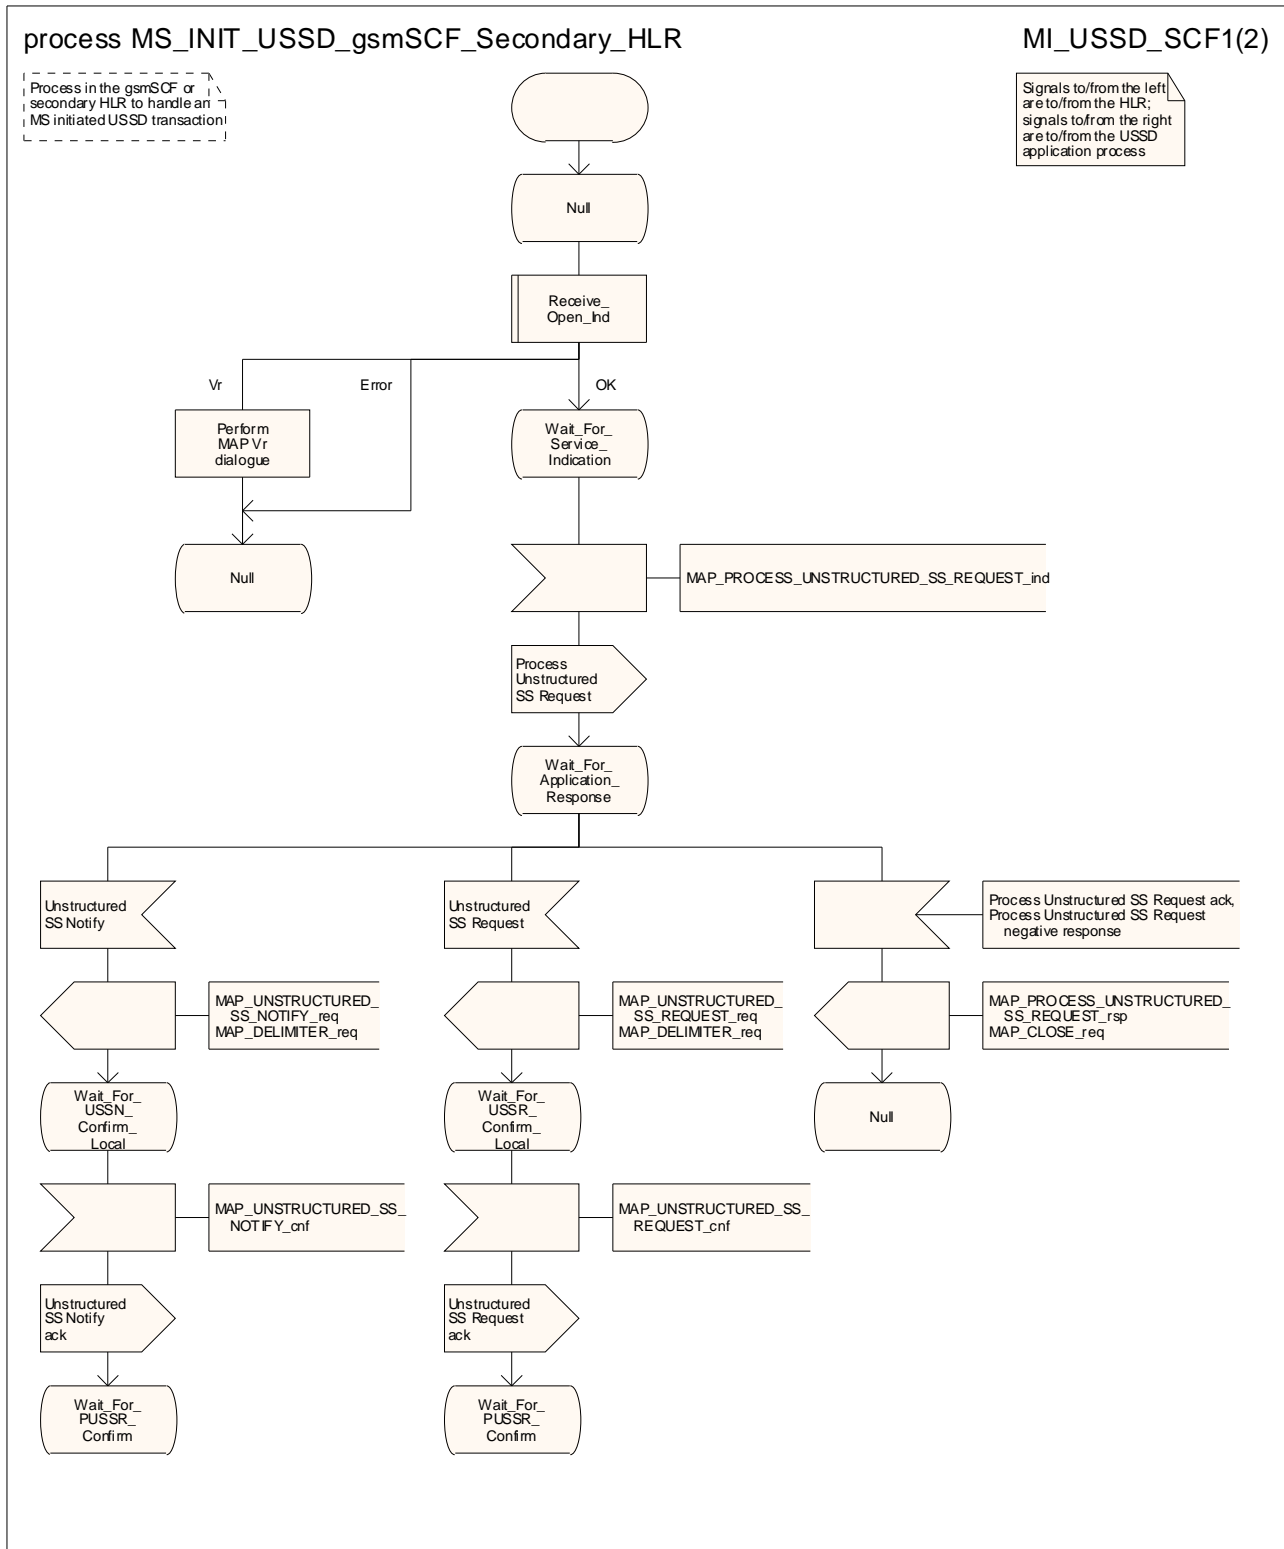 process MS_INIT_USSD_gsmSCF_Secondary_HLR
MI_USSD_SCF1(2)
Process in the gsmSCF or
secondary HLR to handle an
MS initiated USSD transaction
Signals to/from the left
are to/from the HLR;
signals to/from the right
are to/from the USSD
application process
Null
Receive_
Open_Ind
Vr
Error
OK
Perform
MAP Vr
dialogue
Wait_For_
Service_
Indication
Null
MAP_PROCESS_UNSTRUCTURED_SS_REQUEST_ind
Process
Unstructured
SS Request
Wait_For_
Application_
Response
Unstructured
SS Notify
Unstructured
SS Request
Process Unstructured SS Request ack,
Process Unstructured SS Request
negative response
MAP_UNSTRUCTURED_
SS_NOTIFY_req
MAP_DELIMITER_req
MAP_UNSTRUCTURED_
SS_REQUEST_req
MAP_DELIMITER_req
MAP_PROCESS_UNSTRUCTURED_
SS_REQUEST_rsp
MAP_CLOSE_req
Wait_For_
USSN_
Confirm_
Local
Wait_For_
USSR_
Confirm_
Local
Null
MAP_UNSTRUCTURED_SS_
NOTIFY_cnf
MAP_UNSTRUCTURED_SS_
REQUEST_cnf
Unstructured
SS Notify
ack
Unstructured
SS Request
ack
Wait_For_
PUSSR_
Confirm
Wait_For_
PUSSR_
Confirm